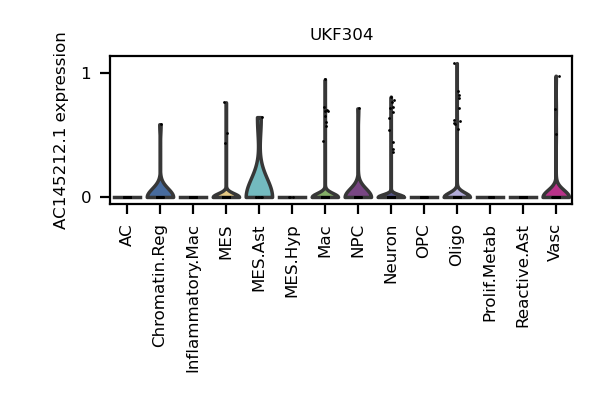 UKF304
AC145212.1 expression
1
0
AC
Chromatin.Reg
Inflammatory.Mac
MES
MES.Ast
MES.Hyp
Mac
NPC
Neuron
OPC
Oligo
Prolif.Metab
Reactive.Ast
Vasc